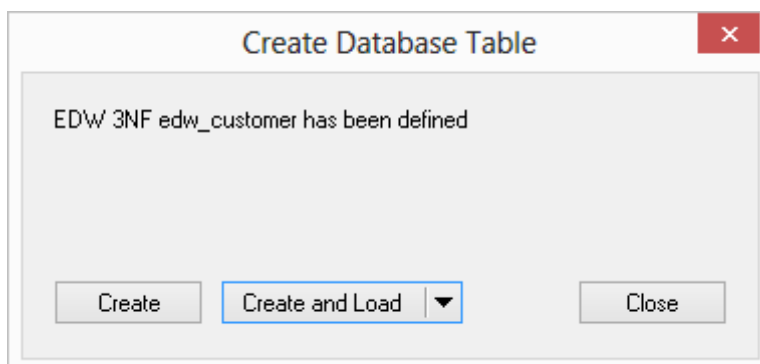 Create Database Table
EDW 3NF edw_customer has been defined
Create
Create and Load
Close